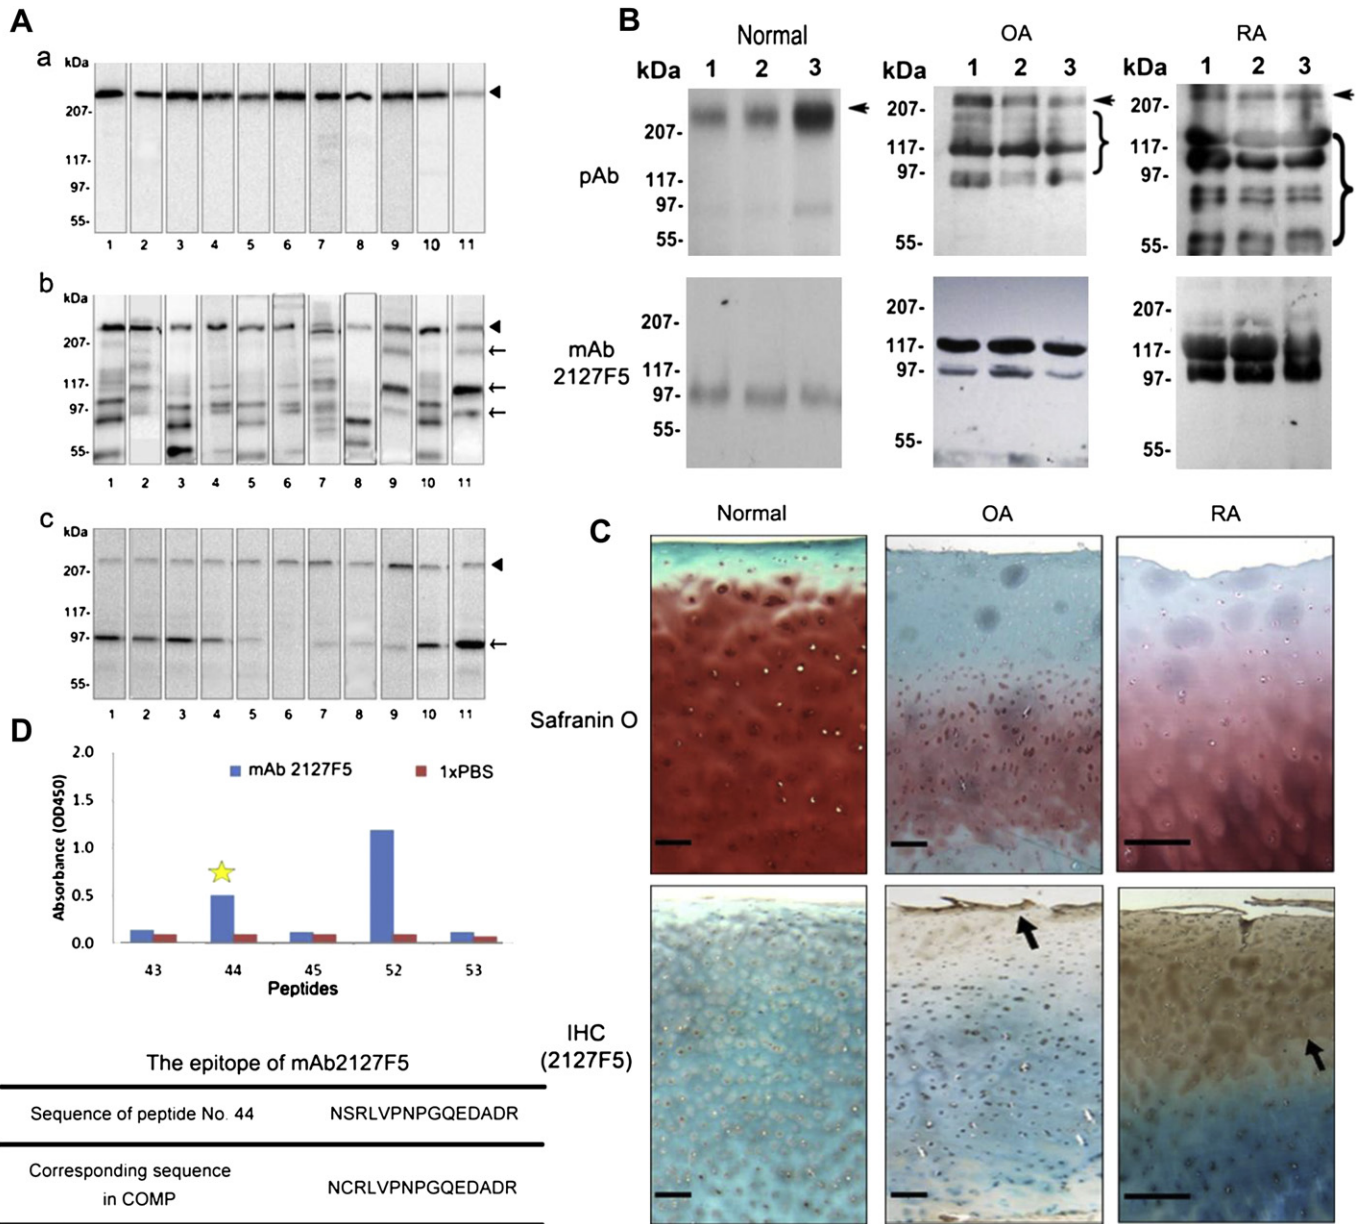 A
a
kDa
207-
117-
97-
55-
1 2 3 4 5 6 7 8 9 10 11
b
kDa
207-
117-
97-
55-
1 2 3 4 5 6 7 8 9 10 11
c
kDa
207-
117-
97-
55-
1 2 3 4 5 6 7 8 9 10 11
B
Normal
OA
RA
kDa 1 2 3
kDa 1 2 3
kDa 1 2 3
pAb
207-
117-
97-
55-
207-
117-
97-
55-
207-
117-
97-
55-
mAb
2127F5
207-
117-
97-
55-
207-
117-
97-
55-
207-
117-
97-
55-
C
Normal
OA
RA
Safranin O
IHC
(2127F5)
D
mAb 2127F5
1xPBS
Absorbance (OD450)
2.0
1.5
1.0
0.5
0.0
43 44 45 52 53
Peptides
The epitope of mAb2127F5
Sequence of peptide No. 44 NSRLVPNPGQEDADR
Corresponding sequence
in COMP
NCRLVPNPGQEDADR